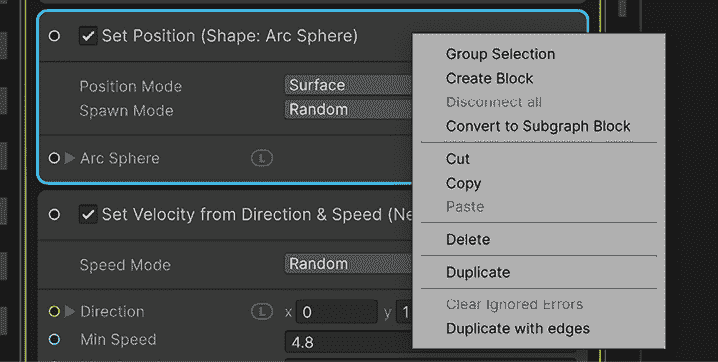 Set Position (Shape: Arc Sphere)
Position Mode Surface
Spawn Mode Random
Arc Sphere L
Set Velocity from Direction & Speed (Ne
Speed Mode Random
Direction L x 0 y 1
Min Speed 4.8
Group Selection
Create Block
Disconnect all
Convert to Subgraph Block
Cut
Copy
Paste
Delete
Duplicate
Clear Ignored Errors
Duplicate with edges